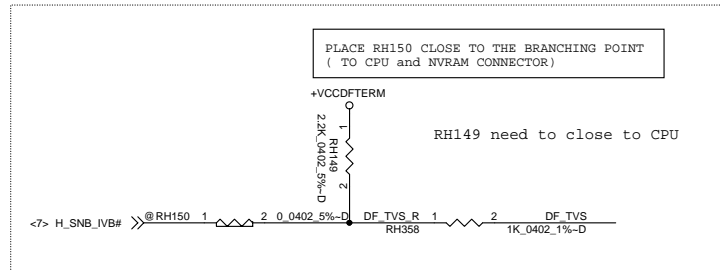 PLACE RH150 CLOSE TO THE BRANCHING POINT
( TO CPU and NVRAM CONNECTOR)
+VCCDFTERM
RH149 need to close to CPU
1
2
RH149
2.2K_0402_5%~D
<7> H_SNB_IVB# @ RH150 1 2 0_0402_5%~D DF_TVS_R 1 2 DF_TVS
RH358 1K_0402_1%~D